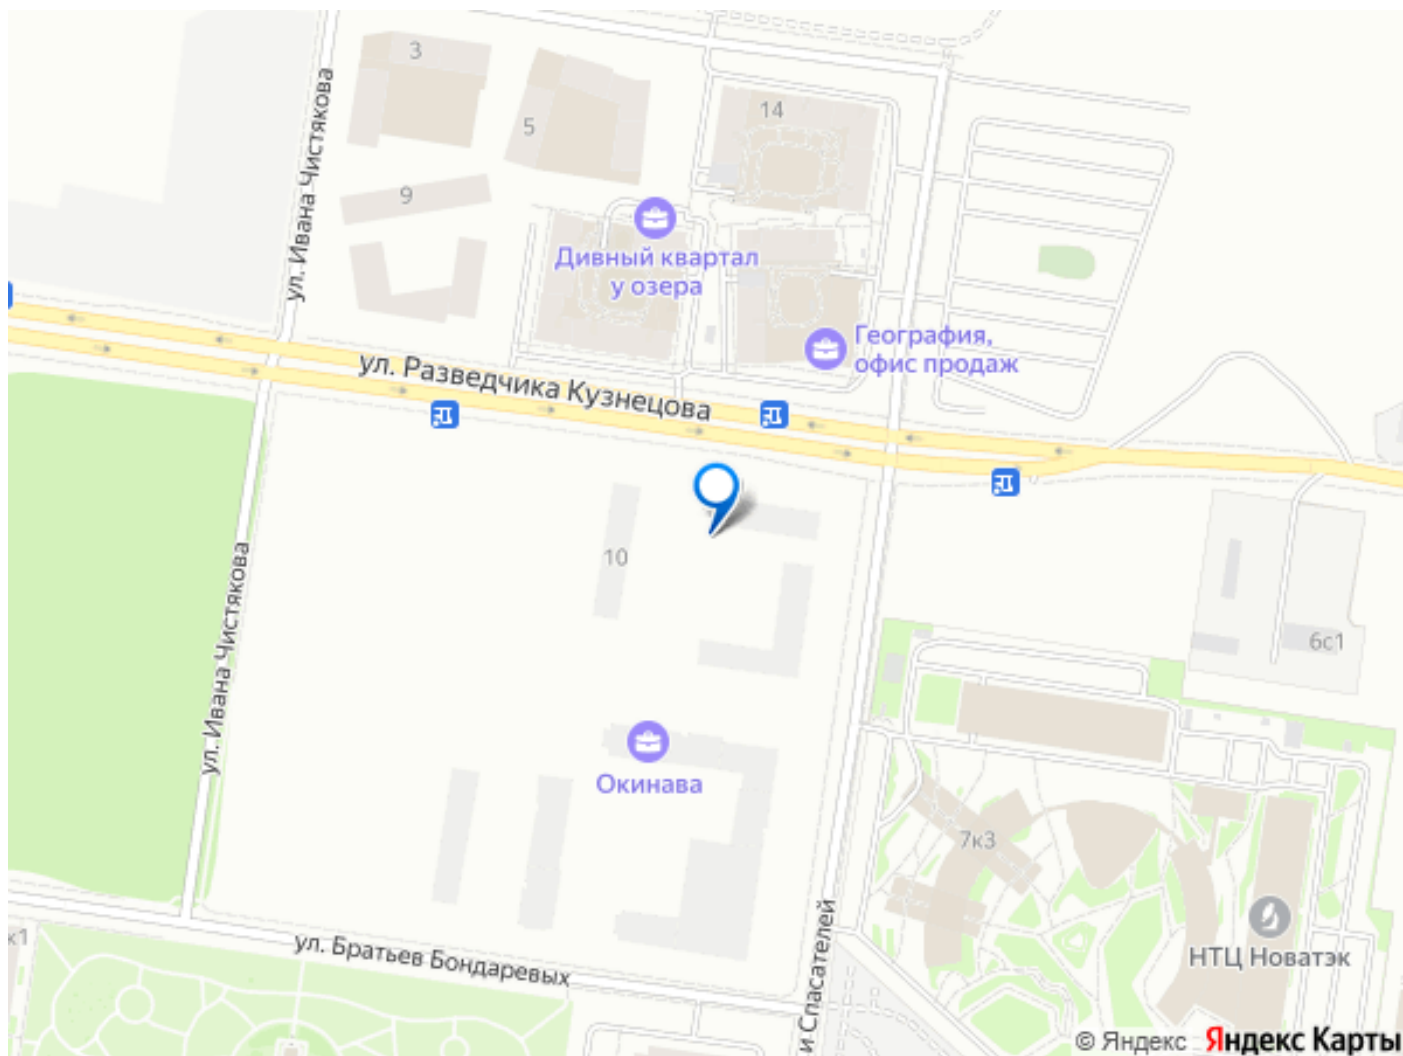 3
14
5
ул. Ивана Чистякова
9
Дивный квартал
у озера
География,
офис продаж
ул. Разведчика Кузнецова
10
6с1
ул. Ивана Чистякова
Окинава
7к3
к1
ул. Братьев Бондаревых
и Спасателей
НТЦ Новатэк
© Яндекс Яндекс Карты